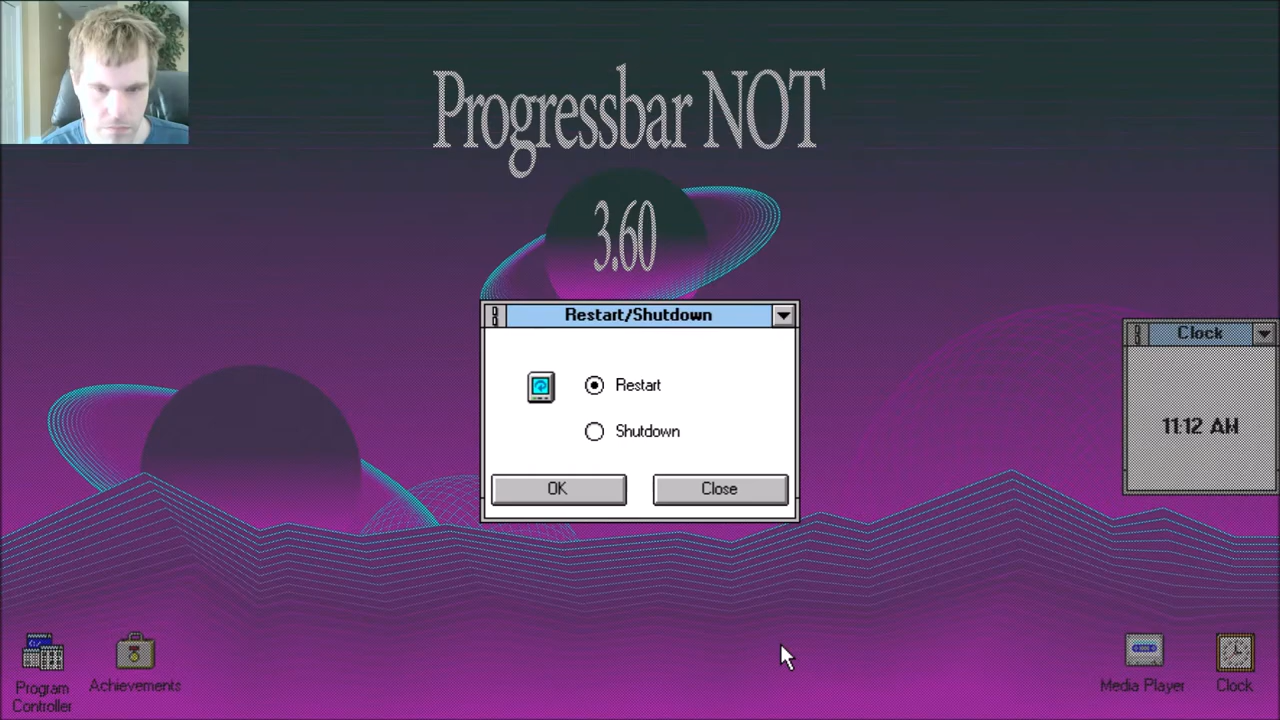 Progressbar NOT
3.60
Restart/Shutdown
Restart
Shutdown
OK
Close
Clock
11:12 AM
Program
Controller
Achievements
Media Player
Clock